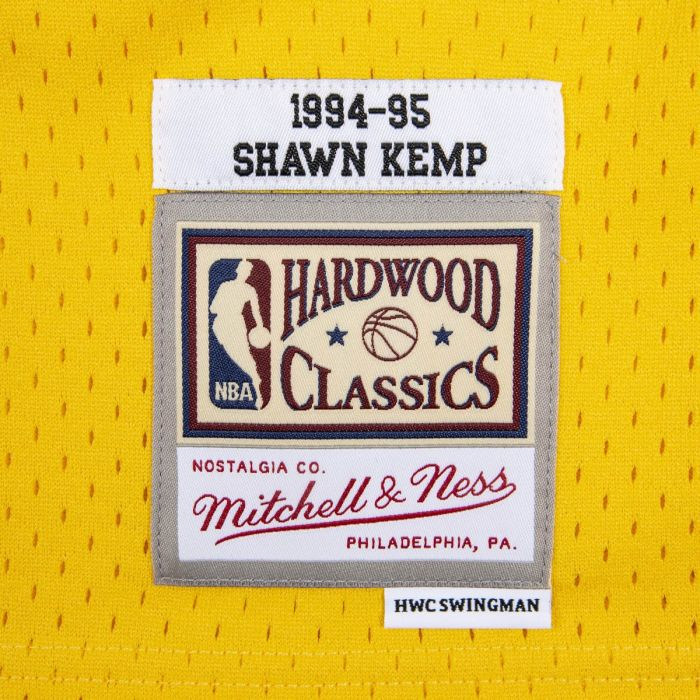 1994-95
SHAWN KEMP
HARDWOOD
CLASSICS
NBA
NOSTALGIA CO.
Mitchell & Ness
PHILADELPHIA, PA.
HWC SWINGMAN